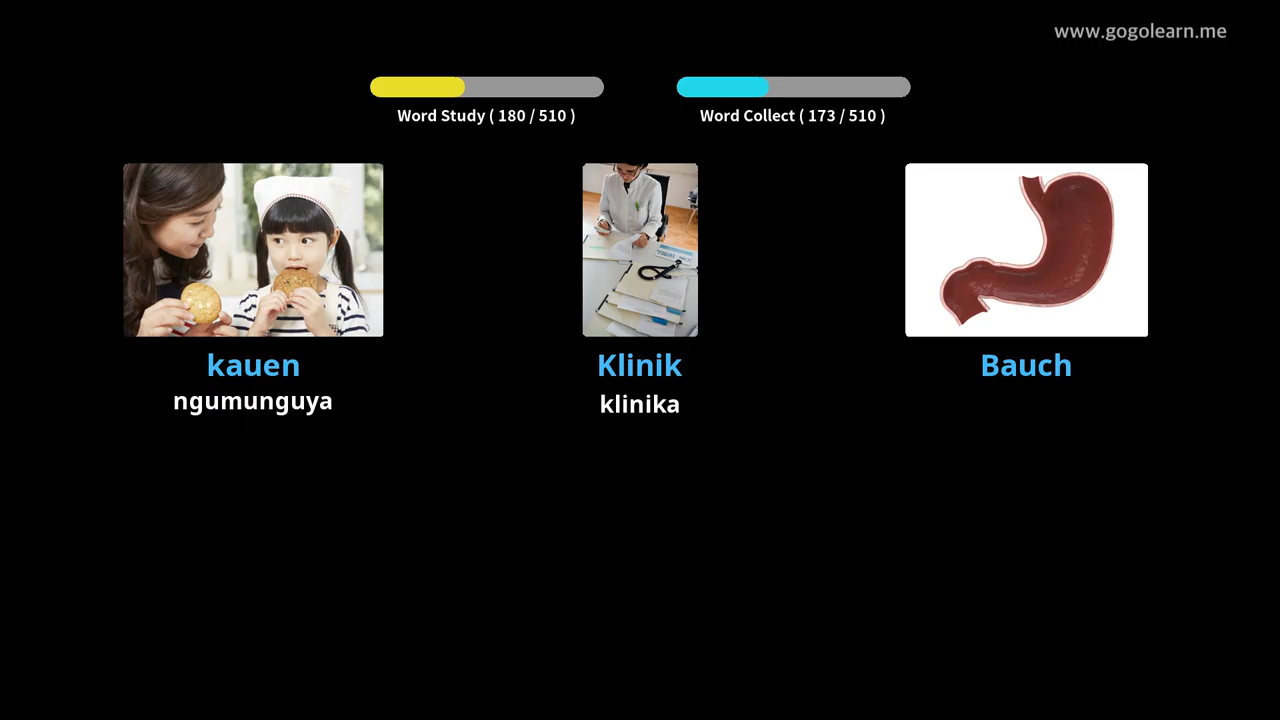 www.gogolearn.me
Word Study ( 180 / 510 )
Word Collect ( 173 / 510 )
kauen
ngumunguya
Klinik
klinika
Bauch